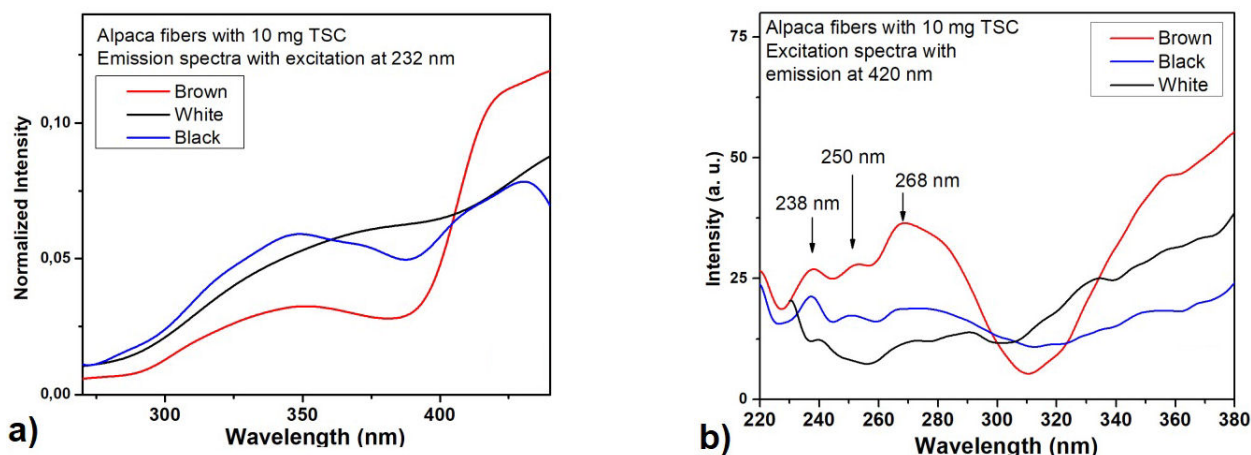 Alpaca fibers with 10 mg TSC
Emission spectra with excitation at 232 nm
Brown
White
Black
0,10
0,05
0,00
Normalized Intensity
300
350
400
Wavelength (nm)
a)
Alpaca fibers with 10 mg TSC
Excitation spectra with
emission at 420 nm
Brown
Black
White
238 nm
250 nm
268 nm
75
50
25
0
Intensity (a. u.)
220
240
260
280
300
320
340
360
380
Wavelength (nm)
b)